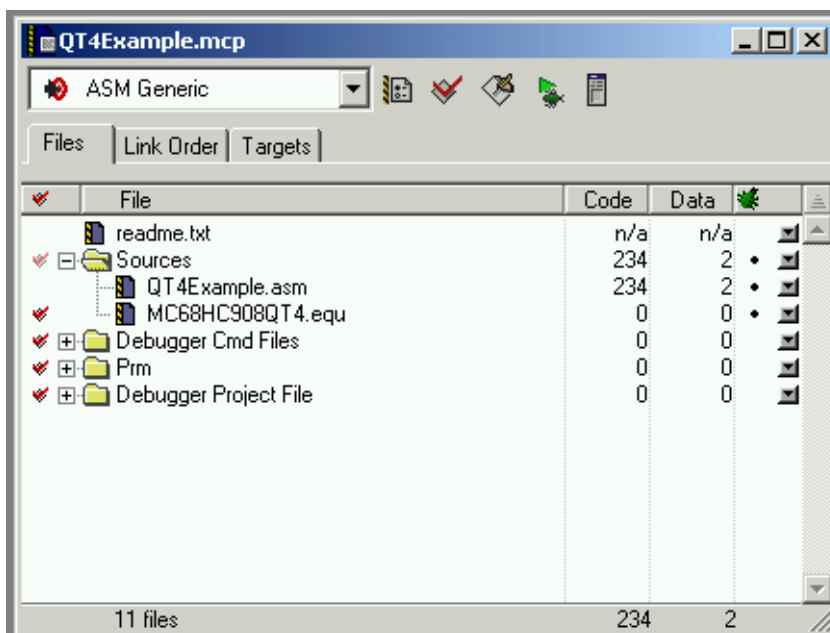 QT4Example.mcp
ASM Generic
Files Link Order Targets
File Code Data
readme.txt n/a n/a
Sources 234 2
QT4Example.asm 234 2
MC68HC908QT4.equ 0 0
Debugger Cmd Files 0 0
Prm 0 0
Debugger Project File 0 0
11 files 234 2